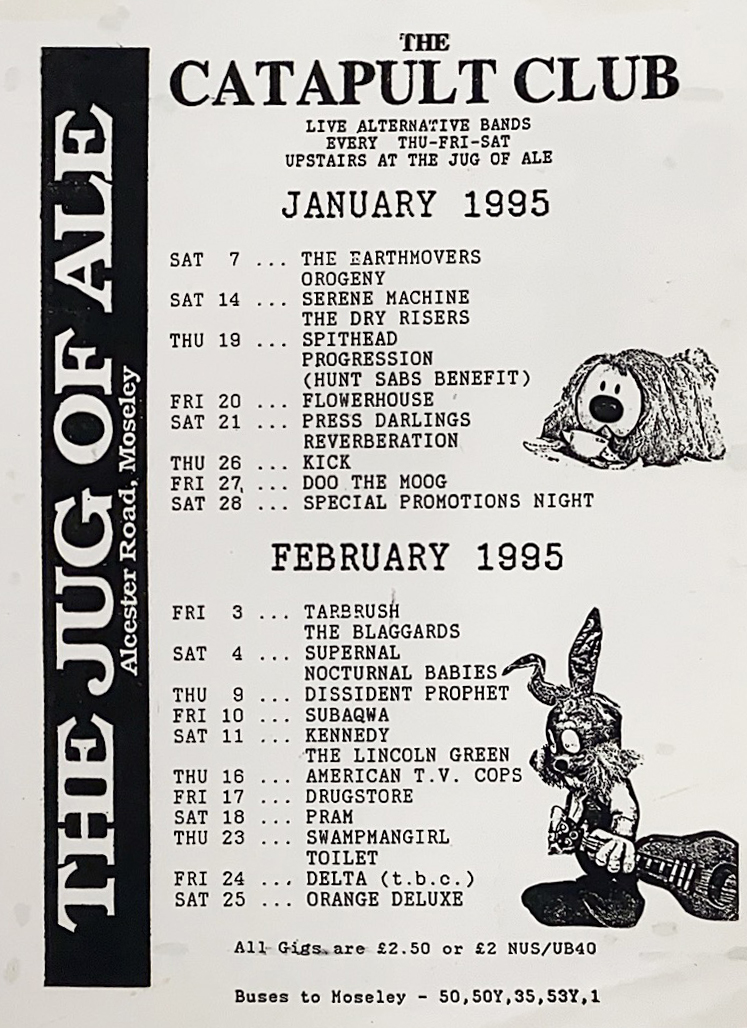 THE JUG OF ALE
Alcester Road, Moseley
THE
CATAPULT CLUB
LIVE ALTERNATIVE BANDS
EVERY THU-FRI-SAT
UPSTAIRS AT THE JUG OF ALE
JANUARY 1995
SAT 7 ... THE EARTHMOVERS
OROGENY
SAT 14 ... SERENE MACHINE
THE DRY RISERS
THU 19 ... SPITHEAD
PROGRESSION
(HUNT SABS BENEFIT)
FRI 20 ... FLOWERHOUSE
SAT 21 ... PRESS DARLINGS
REVERBERATION
THU 26 ... KICK
FRI 27 ... DOO THE MOOG
SAT 28 ... SPECIAL PROMOTIONS NIGHT
FEBRUARY 1995
FRI 3 ... TARBRUSH
THE BLAGGARDS
SAT 4 ... SUPERNAL
NOCTURNAL BABIES
THU 9 ... DISSIDENT PROPHET
FRI 10 ... SUBAQWA
SAT 11 ... KENNEDY
THE LINCOLN GREEN
THU 16 ... AMERICAN T.V. COPS
FRI 17 ... DRUGSTORE
SAT 18 ... PRAM
THU 23 ... SWAMPMANGIRL
TOILET
FRI 24 ... DELTA (t.b.c.)
SAT 25 ... ORANGE DELUXE
All Gigs are £2.50 or £2 NUS/UB40
Buses to Moseley - 50,50Y,35,53Y,1